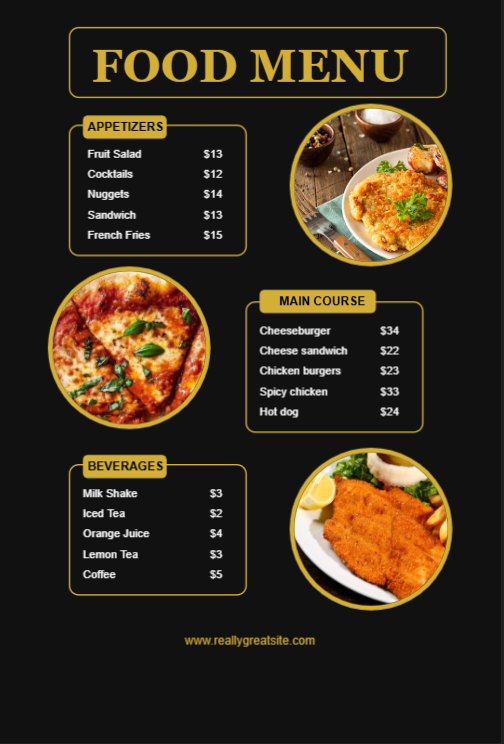 FOOD MENU
APPETIZERS
Fruit Salad $13
Cocktails $12
Nuggets $14
Sandwich $13
French Fries $15
MAIN COURSE
Cheeseburger $34
Cheese sandwich $22
Chicken burgers $23
Spicy chicken $33
Hot dog $24
BEVERAGES
Milk Shake $3
Iced Tea $2
Orange Juice $4
Lemon Tea $3
Coffee $5
www.reallygreatsite.com